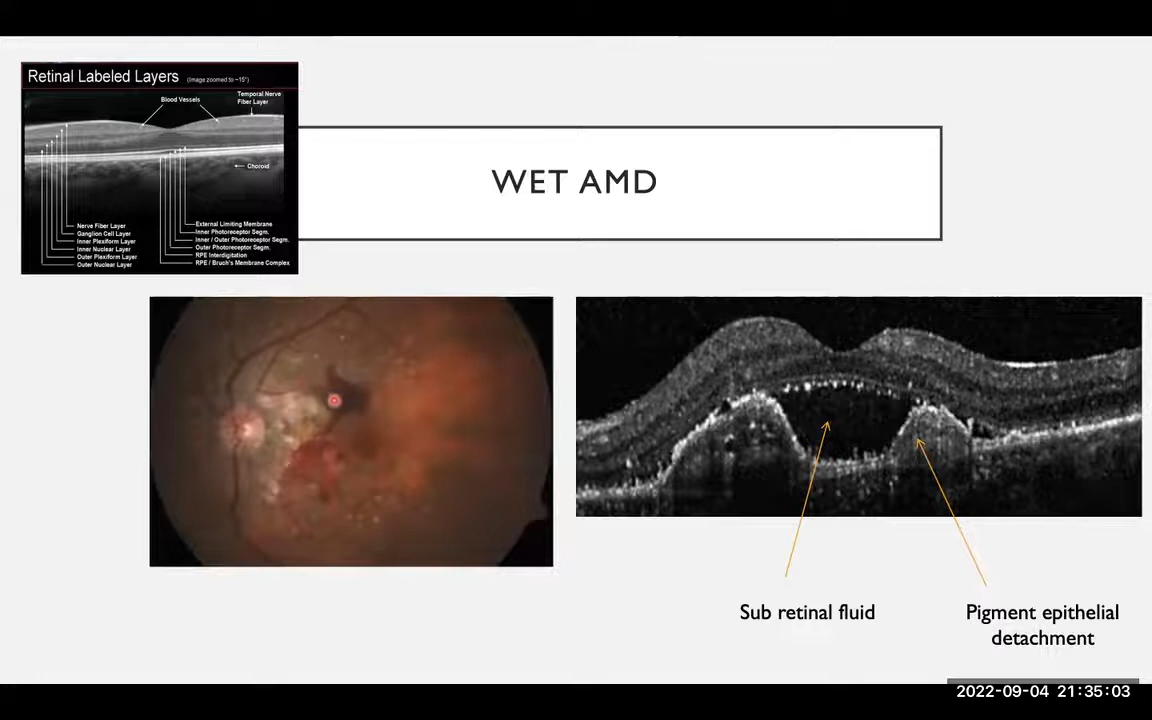 Retinal Labeled Layers (Image zoomed to ~15°)
Blood Vessels
Temporal Nerve
Fiber Layer
Choroid
Nerve Fiber Layer
Ganglion Cell Layer
Inner Plexiform Layer
Inner Nuclear Layer
Outer Plexiform Layer
Outer Nuclear Layer
External Limiting Membrane
Inner Photoreceptor Segm.
Inner / Outer Photoreceptor Segm.
Outer Photoreceptor Segm.
RPE Interdigitation
RPE / Bruch's Membrane Complex
WET AMD
Sub retinal fluid
Pigment epithelial
detachment
2022-09-04 21:35:03